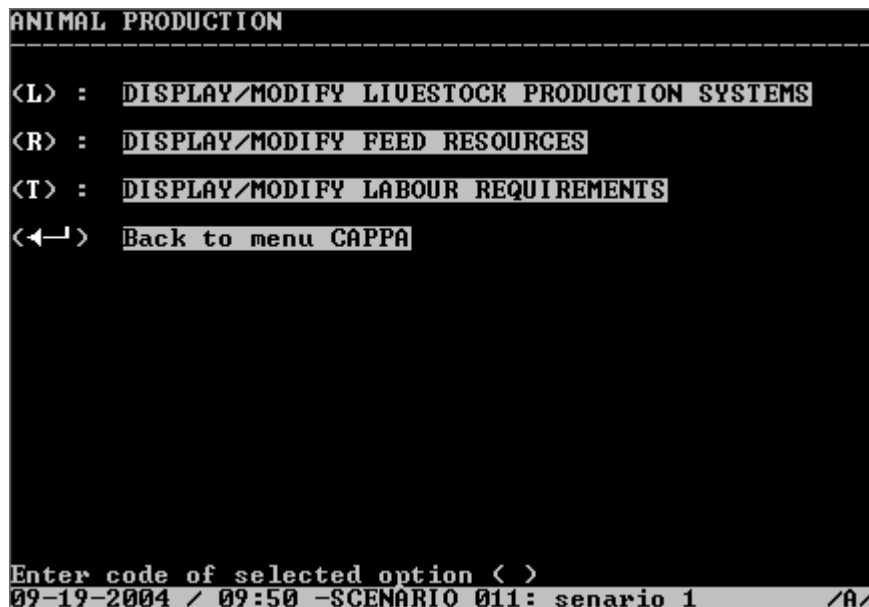 ANIMAL PRODUCTION
<L> : DISPLAY/MODIFY LIVESTOCK PRODUCTION SYSTEMS
<R> : DISPLAY/MODIFY FEED RESOURCES
<T> : DISPLAY/MODIFY LABOUR REQUIREMENTS
<◄─┘> Back to menu CAPPA
Enter code of selected option < >
09-19-2004 / 09:50 -SCENARIO 011: senario 1 /A/